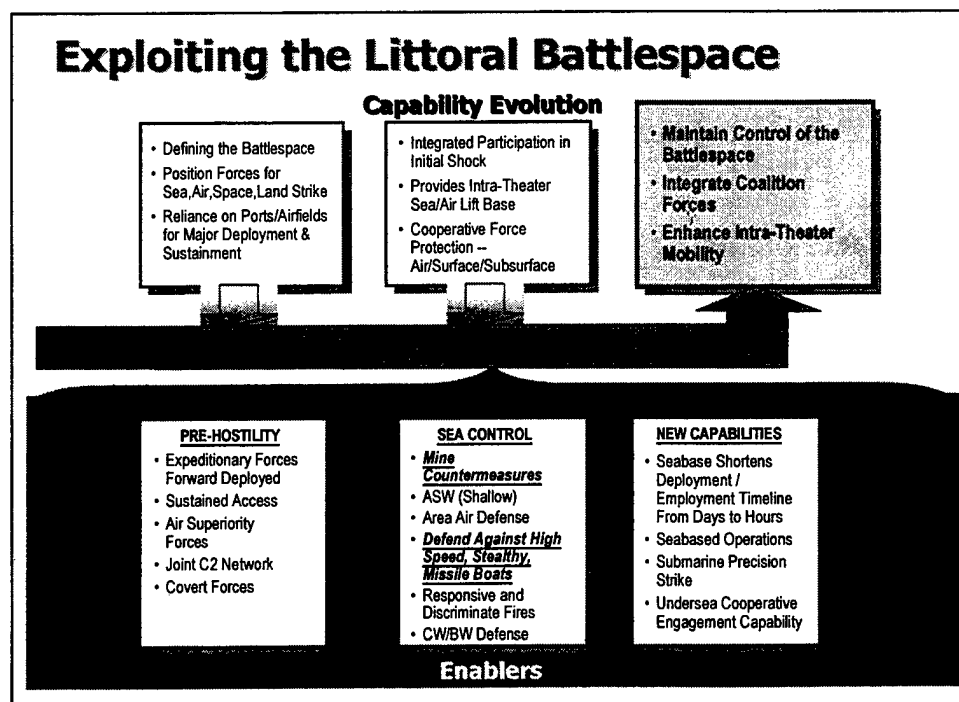 Exploiting the Littoral Battlespace
Capability Evolution
• Defining the Battlespace
• Position Forces for
Sea,Air,Space,Land Strike
• Reliance on Ports/Airfields
for Major Deployment &
Sustainment
• Integrated Participation in
Initial Shock
• Provides Intra-Theater
Sea/Air Lift Base
• Cooperative Force
Protection --
Air/Surface/Subsurface
• Maintain Control of the
Battlespace
• Integrate Coalition
Forces
• Enhance Intra-Theater
Mobility
PRE-HOSTILITY
• Expeditionary Forces
Forward Deployed
• Sustained Access
• Air Superiority
Forces
• Joint C2 Network
• Covert Forces
SEA CONTROL
• Mine
Countermeasures
• ASW (Shallow)
• Area Air Defense
• Defend Against High
Speed, Stealthy,
Missile Boats
• Responsive and
Discriminate Fires
• CW/BW Defense
NEW CAPABILITIES
• Seabase Shortens
Deployment /
Employment Timeline
From Days to Hours
• Seabased Operations
• Submarine Precision
Strike
• Undersea Cooperative
Engagement Capability
Enablers